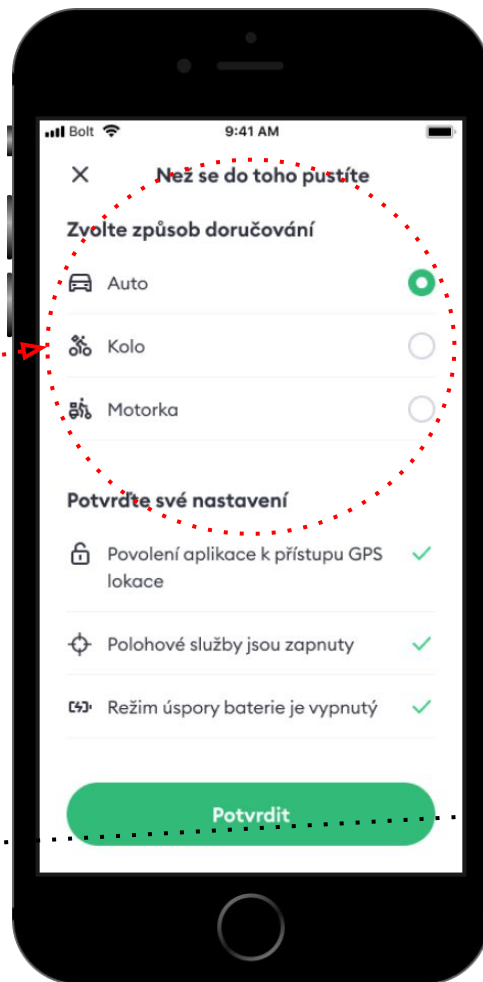 Bolt 9:41 AM
Než se do toho pustíte
Zvolte způsob doručování
Auto
Kolo
Motorka
Potvrďte své nastavení
Povolení aplikace k přístupu GPS
lokace
Polohové služby jsou zapnuty
Režim úspory baterie je vypnutý
Potvrdit